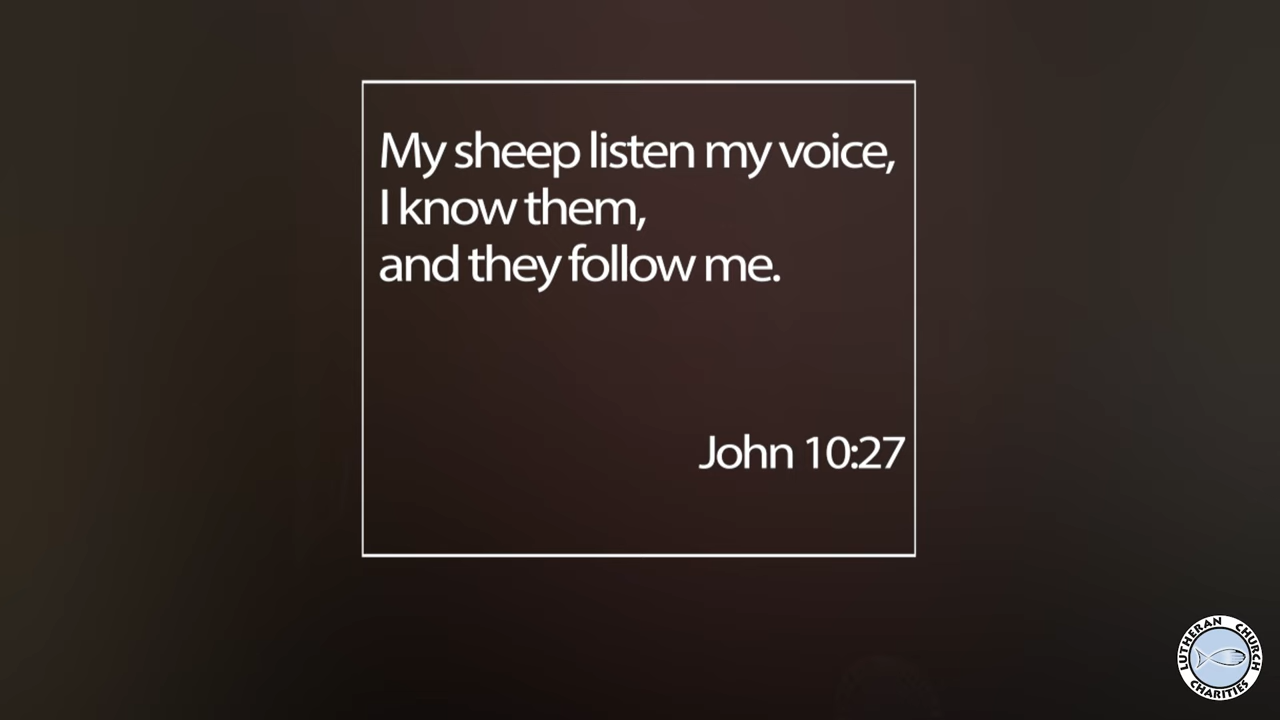 My sheep listen my voice,
I know them,
and they follow me.
John 10:27
LUTHERAN CHURCH CHARITIES